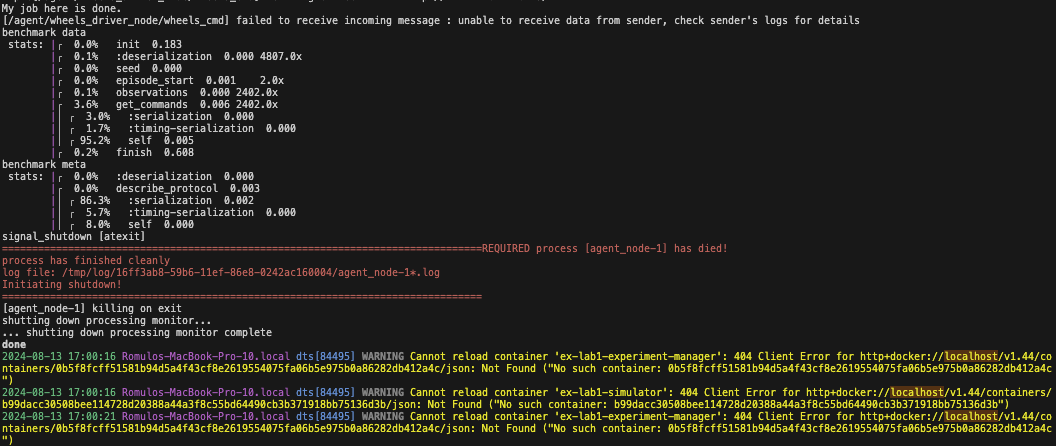 My job here is done.
[/agent/wheels_driver_node/wheels_cmd] failed to receive incoming message : unable to receive data from sender, check sender's logs for details
benchmark data
stats: |┌ 0.0% init 0.183
|┌ 0.1% :deserialization 0.000 4807.0x
|┌ 0.0% seed 0.000
|┌ 0.0% episode_start 0.001 2.0x
|┌ 0.1% observations 0.000 2402.0x
|┌ 3.6% get_commands 0.006 2402.0x
|│ ┌ 3.0% :serialization 0.000
|│ ┌ 1.7% :timing-serialization 0.000
|│ ┌ 95.2% self 0.005
|┌ 0.2% finish 0.608
benchmark meta
stats: |┌ 0.0% :deserialization 0.000
|┌ 0.0% describe_protocol 0.003
|│ ┌ 86.3% :serialization 0.002
|│ ┌ 5.7% :timing-serialization 0.000
|│ ┌ 8.0% self 0.000
signal_shutdown [atexit]
================================================================================REQUIRED process [agent_node-1] has died!
process has finished cleanly
log file: /tmp/log/16ff3ab8-59b6-11ef-86e8-0242ac160004/agent_node-1*.log
Initiating shutdown!
================================================================================
[agent_node-1] killing on exit
shutting down processing monitor...
... shutting down processing monitor complete
done
2024-08-13 17:00:16 Romulos-MacBook-Pro-10.local dts[84495] WARNING Cannot reload container 'ex-lab1-experiment-manager': 404 Client Error for http+docker://localhost/v1.44/co
ntainers/0b5f8fcff51581b94d5a4f43cf8e2619554075fa06b5e975b0a86282db412a4c/json: Not Found ("No such container: 0b5f8fcff51581b94d5a4f43cf8e2619554075fa06b5e975b0a86282db412a4c
")
2024-08-13 17:00:16 Romulos-MacBook-Pro-10.local dts[84495] WARNING Cannot reload container 'ex-lab1-simulator': 404 Client Error for http+docker://localhost/v1.44/containers/
b99dacc30508bee114728d20388a44a3f8c55bd64490cb3b371918bb75136d3b/json: Not Found ("No such container: b99dacc30508bee114728d20388a44a3f8c55bd64490cb3b371918bb75136d3b")
2024-08-13 17:00:21 Romulos-MacBook-Pro-10.local dts[84495] WARNING Cannot reload container 'ex-lab1-experiment-manager': 404 Client Error for http+docker://localhost/v1.44/co
ntainers/0b5f8fcff51581b94d5a4f43cf8e2619554075fa06b5e975b0a86282db412a4c/json: Not Found ("No such container: 0b5f8fcff51581b94d5a4f43cf8e2619554075fa06b5e975b0a86282db412a4c
")